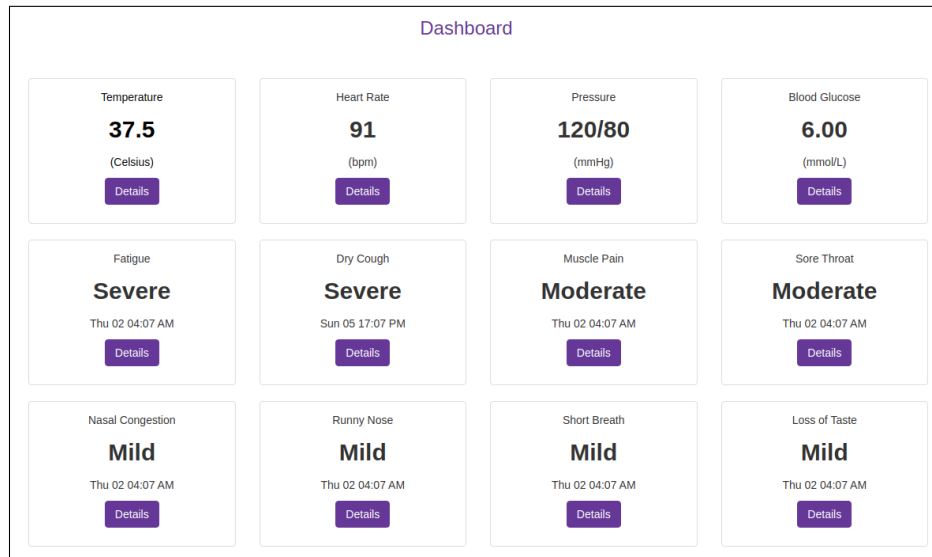 Dashboard
Temperature
37.5
(Celsius)
Details
Heart Rate
91
(bpm)
Details
Pressure
120/80
(mmHg)
Details
Blood Glucose
6.00
(mmol/L)
Details
Fatigue
Severe
Thu 02 04:07 AM
Details
Dry Cough
Severe
Sun 05 17:07 PM
Details
Muscle Pain
Moderate
Thu 02 04:07 AM
Details
Sore Throat
Moderate
Thu 02 04:07 AM
Details
Nasal Congestion
Mild
Thu 02 04:07 AM
Details
Runny Nose
Mild
Thu 02 04:07 AM
Details
Short Breath
Mild
Thu 02 04:07 AM
Details
Loss of Taste
Mild
Thu 02 04:07 AM
Details